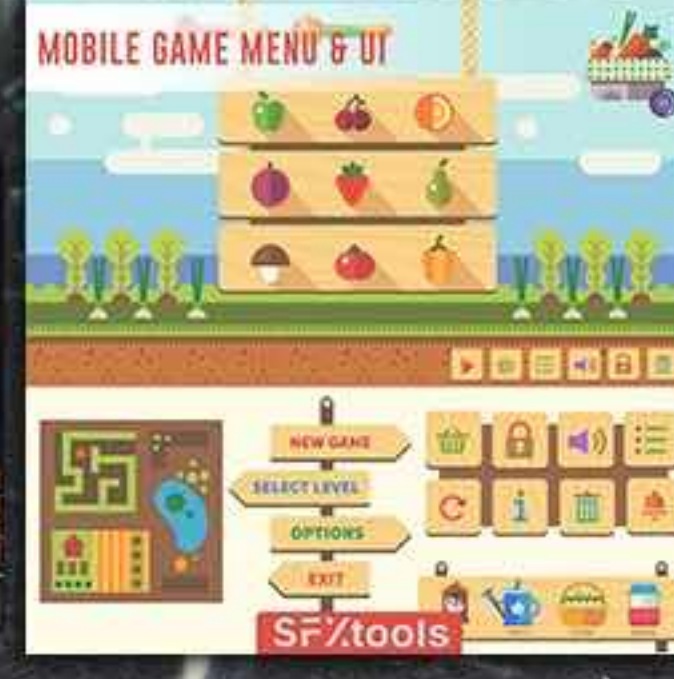 MOBILE GAME MENU & UI
NEW GAME
SELECT LEVEL
OPTIONS
EXIT
SFXtools